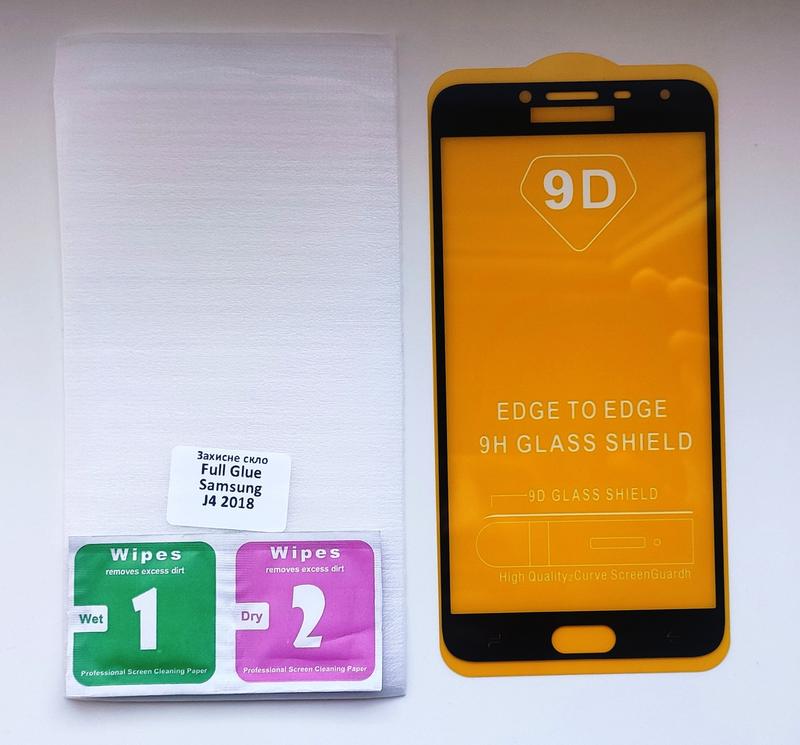 Захисне скло
Full Glue
Samsung
J4 2018
Wipes
removes excess dirt
Wet
1
Professional Screen Cleaning Paper
Wipes
removes excess dirt
Dry
2
Professional Screen Cleaning Paper
9D
EDGE TO EDGE
9H GLASS SHIELD
9D GLASS SHIELD
High Quality₂Curve ScreenGuardh